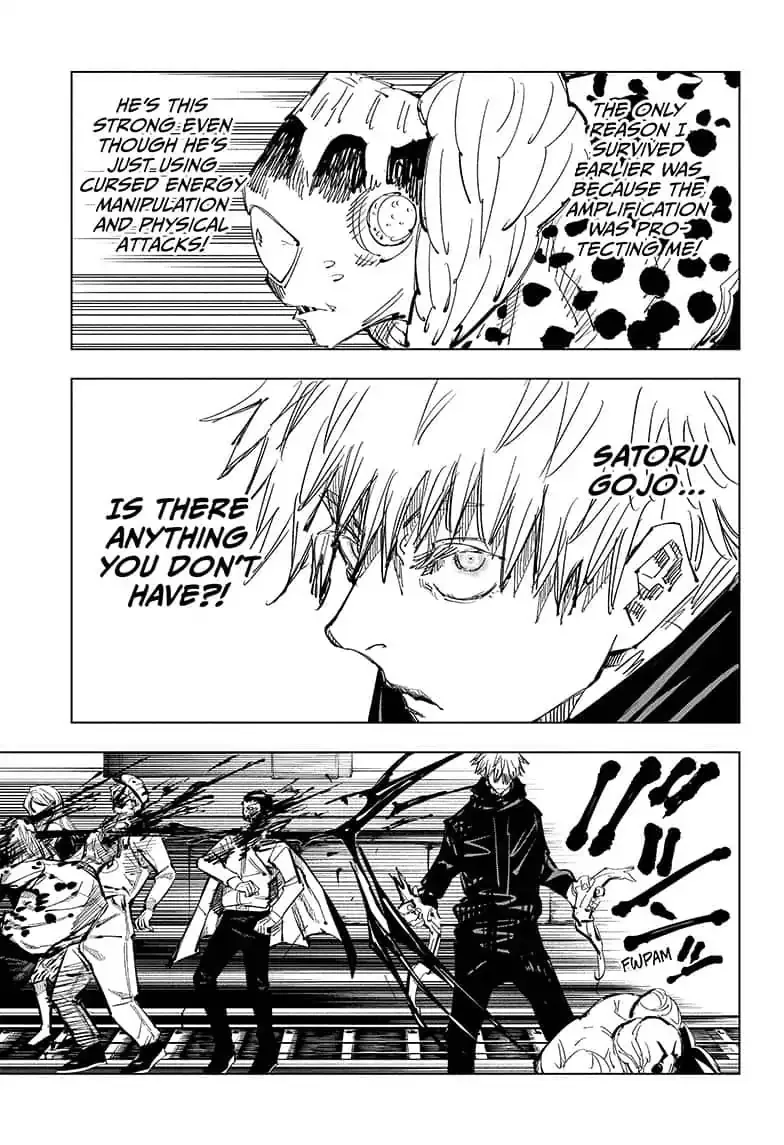 THE ONLY
REASON I
SURVIVED
EARLIER WAS
BECAUSE THE
AMPLIFICATION
WAS PRO-
TECTING ME!
HE'S THIS
STRONG EVEN
THOUGH HE'S
JUST USING
CURSED ENERGY
MANIPULATION
AND PHYSICAL
ATTACKS!
SATORU
GOJO...
IS THERE
ANYTHING
YOU DON'T
HAVE?!
FWPAM